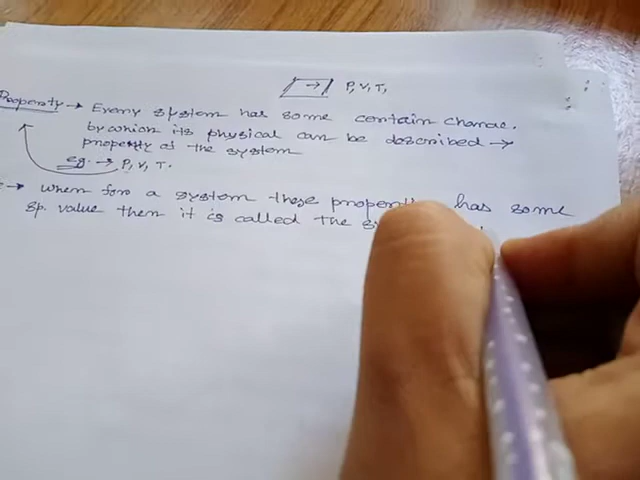 P, V, T,
Property → Every system has some certain charac.
by which its physical can be described →
property of the system
eg. → P, V, T.
→ When for a system these has some
sp. value then it is called the